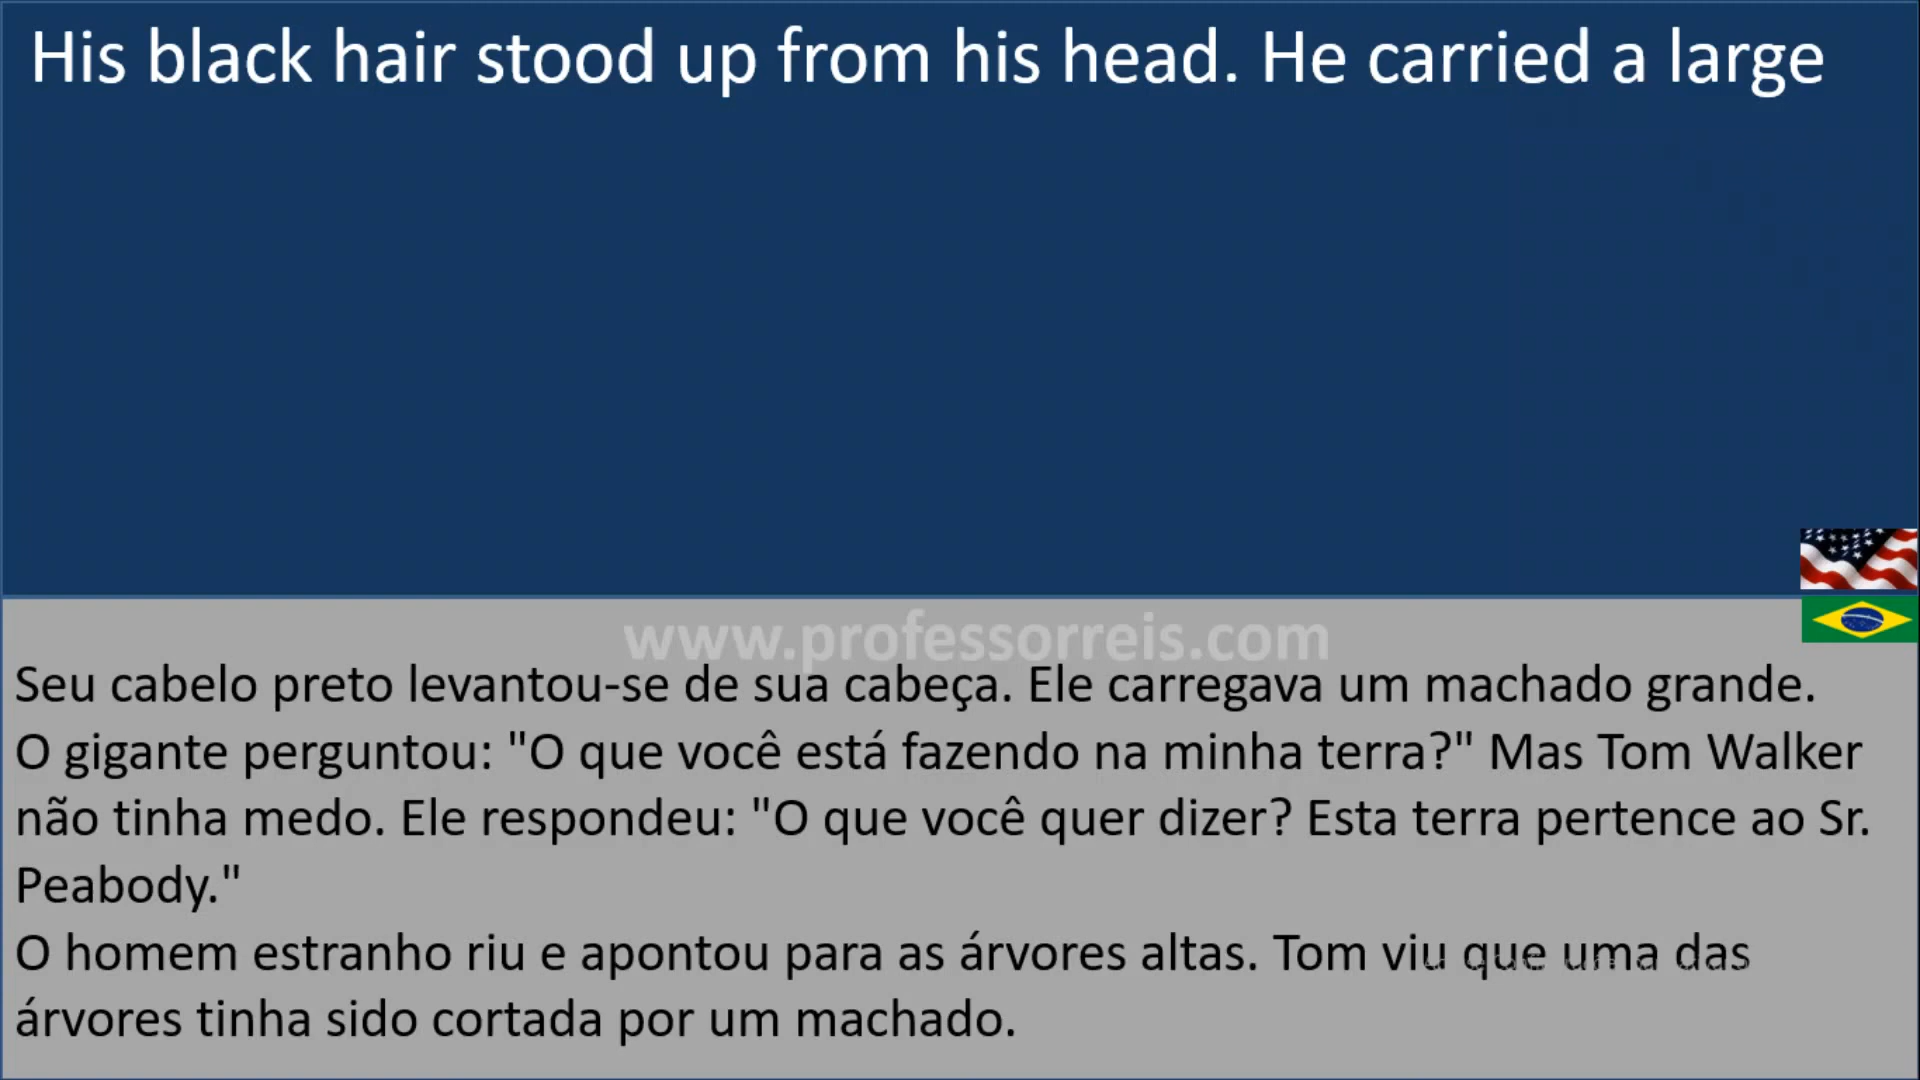 His black hair stood up from his head. He carried a large
www.professorreis.com
Seu cabelo preto levantou-se de sua cabeça. Ele carregava um machado grande.
O gigante perguntou: "O que você está fazendo na minha terra?" Mas Tom Walker
não tinha medo. Ele respondeu: "O que você quer dizer? Esta terra pertence ao Sr.
Peabody."
O homem estranho riu e apontou para as árvores altas. Tom viu que uma das
árvores tinha sido cortada por um machado.